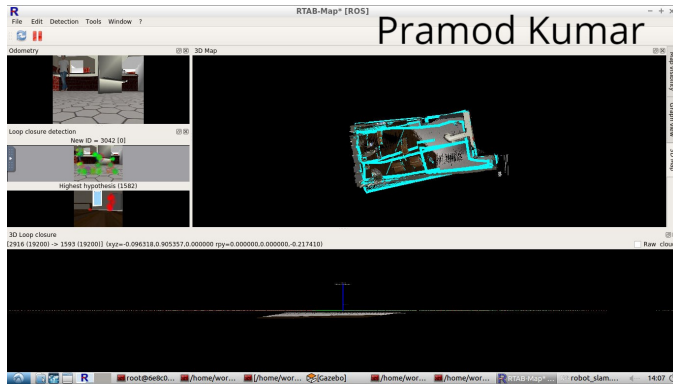 R
RTAB-Map* [ROS]
File Edit Detection Tools Window ?
Pramod Kumar
Odometry
3D Map
Loop closure detection
New ID = 3042 [0]
Highest hypothesis (1582)
Graph view
3D Loop closure
[2916 (19200) -> 1593 (19200)] (xyz=-0.096318,0.905357,0.000000 rpy=0.000000,0.000000,-0.217410)
Raw clou
R root@6e8c0... /home/wor... [/home/wor... [Gazebo] /home/wor... /home/wor... RTAB-Map*... robot_slam.... 14:07